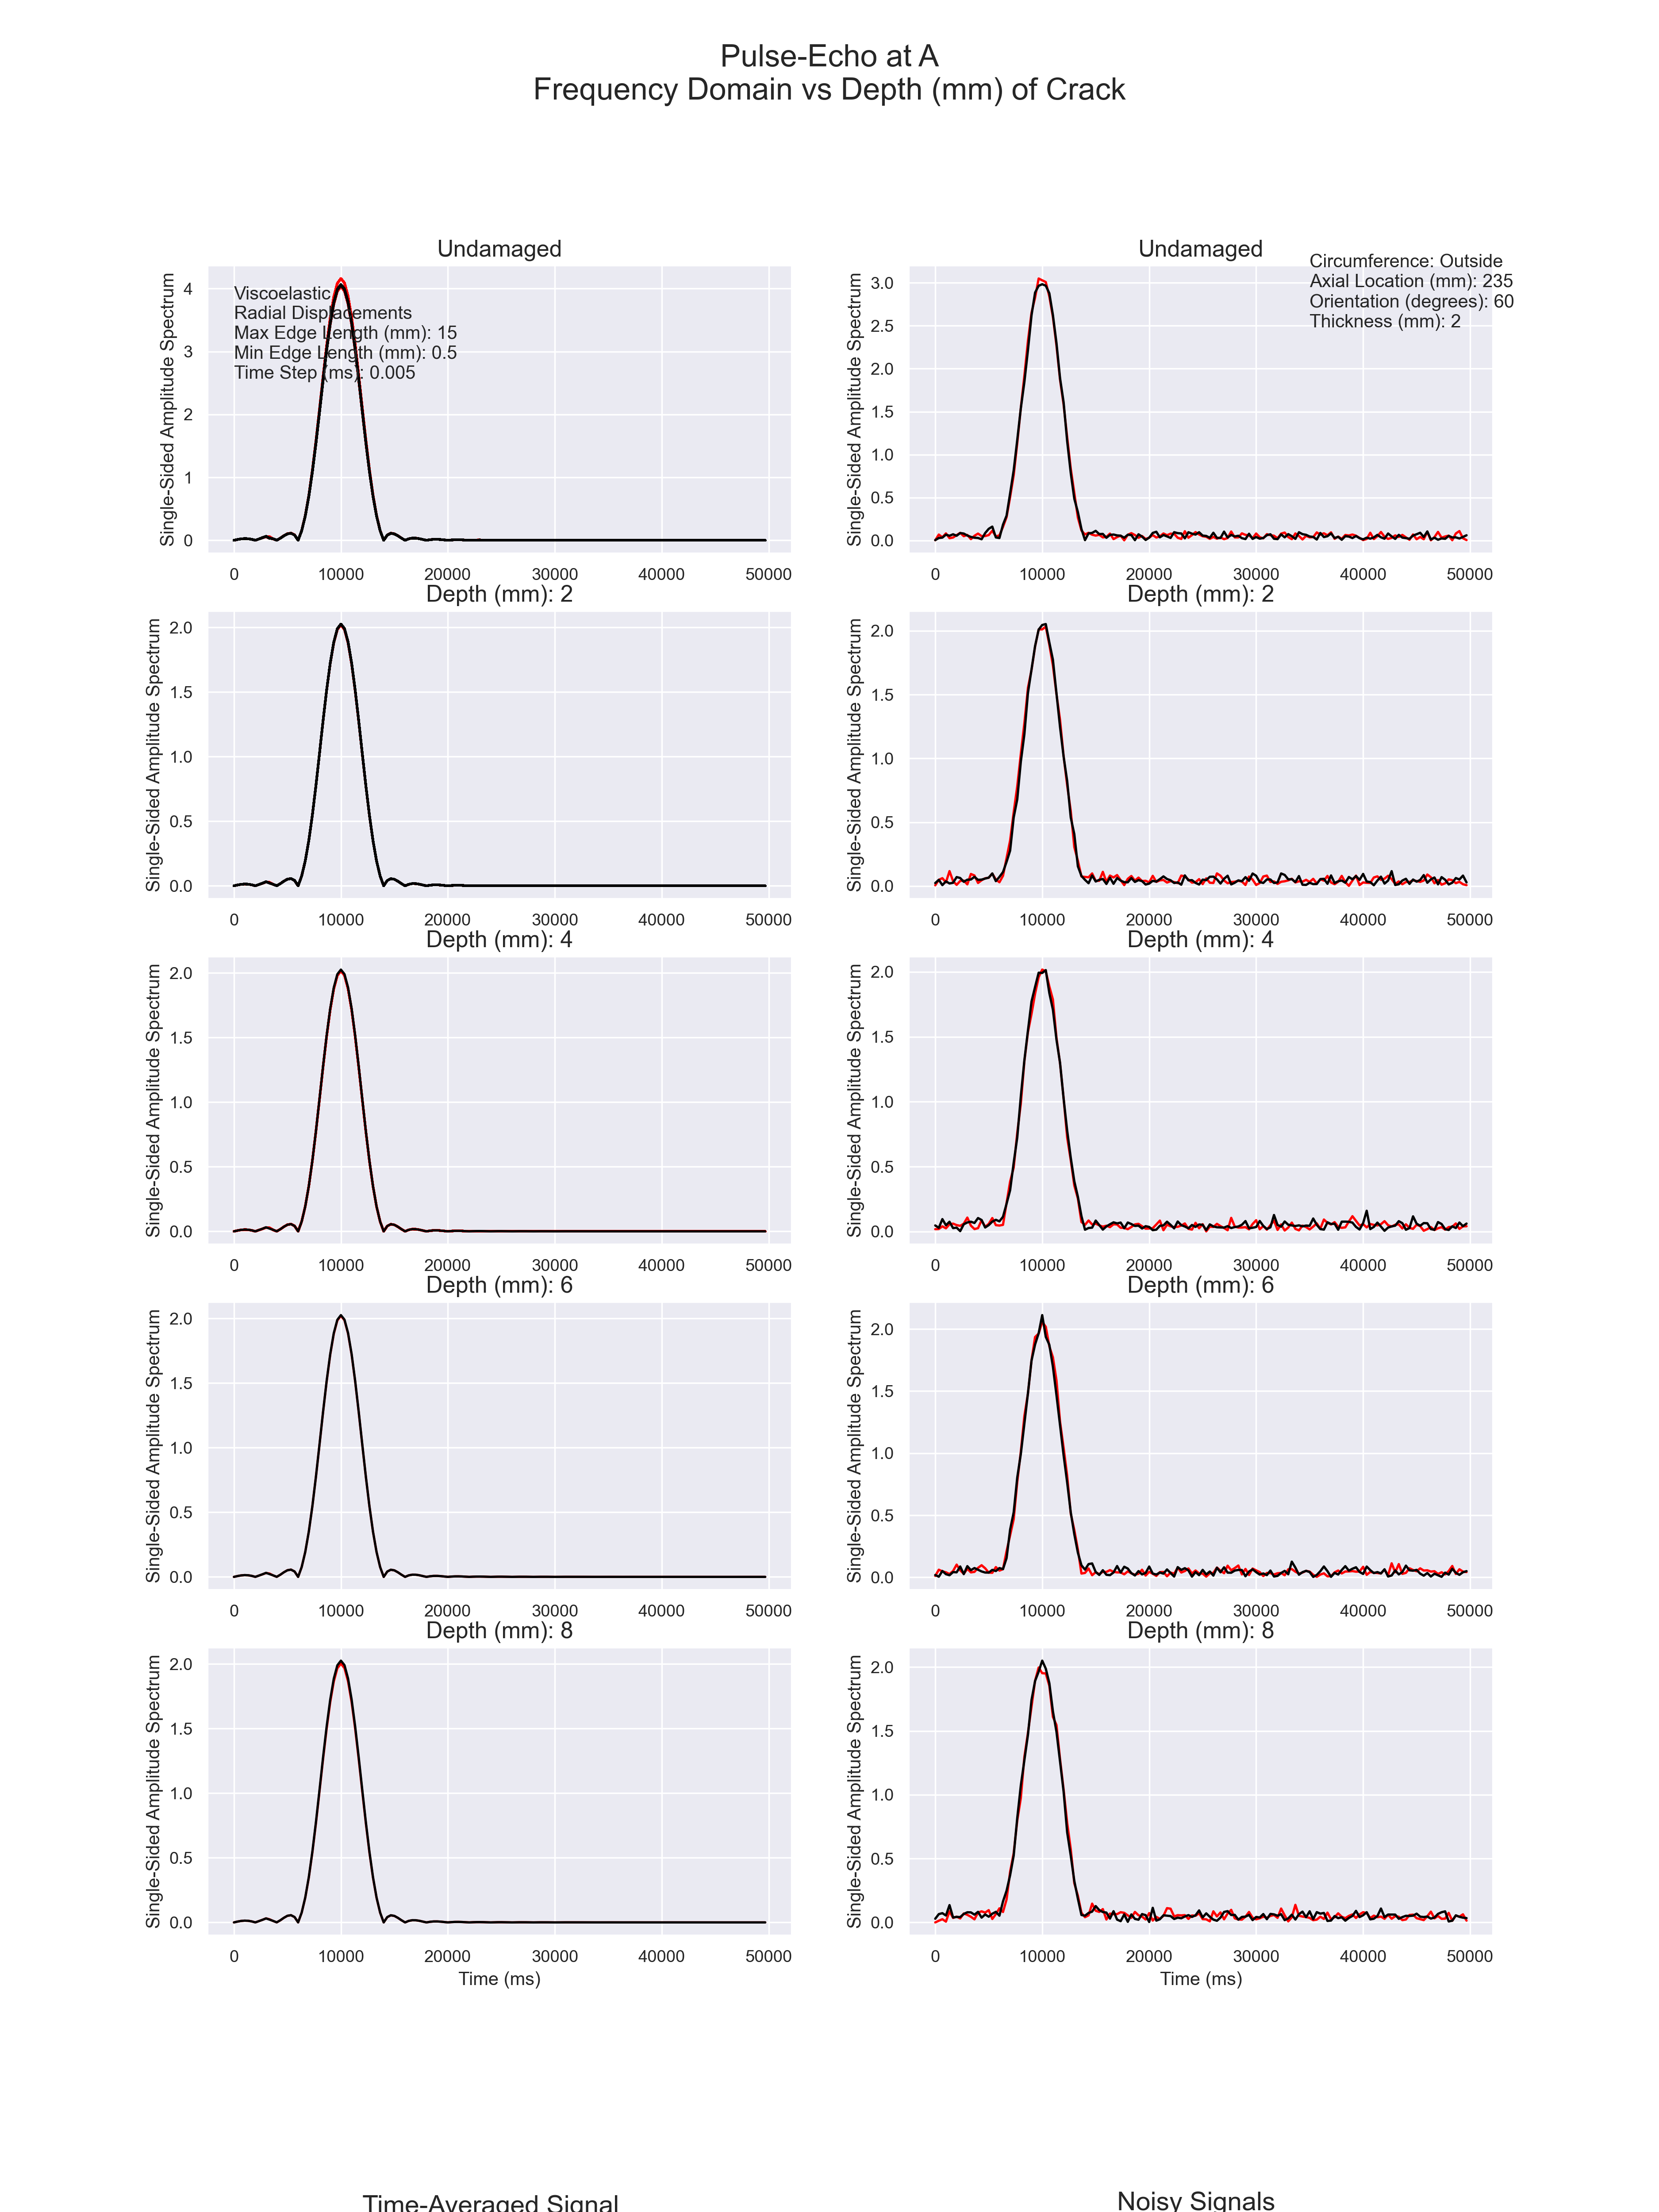 Pulse-Echo at A
Frequency Domain vs Depth (mm) of Crack
Undamaged
Single-Sided Amplitude Spectrum
4
3
2
1
0
Viscoelastic
Radial Displacements
Max Edge Length (mm): 15
Min Edge Length (mm): 0.5
Time Step (ms): 0.005
0 10000 20000 30000 40000 50000
Undamaged
Single-Sided Amplitude Spectrum
3.0
2.5
2.0
1.5
1.0
0.5
0.0
Circumference: Outside
Axial Location (mm): 235
Orientation (degrees): 60
Thickness (mm): 2
0 10000 20000 30000 40000 50000
Depth (mm): 2
Single-Sided Amplitude Spectrum
2.0
1.5
1.0
0.5
0.0
0 10000 20000 30000 40000 50000
Depth (mm): 2
Single-Sided Amplitude Spectrum
2.0
1.5
1.0
0.5
0.0
0 10000 20000 30000 40000 50000
Depth (mm): 4
Single-Sided Amplitude Spectrum
2.0
1.5
1.0
0.5
0.0
0 10000 20000 30000 40000 50000
Depth (mm): 4
Single-Sided Amplitude Spectrum
2.0
1.5
1.0
0.5
0.0
0 10000 20000 30000 40000 50000
Depth (mm): 6
Single-Sided Amplitude Spectrum
2.0
1.5
1.0
0.5
0.0
0 10000 20000 30000 40000 50000
Depth (mm): 6
Single-Sided Amplitude Spectrum
2.0
1.5
1.0
0.5
0.0
0 10000 20000 30000 40000 50000
Depth (mm): 8
Single-Sided Amplitude Spectrum
2.0
1.5
1.0
0.5
0.0
0 10000 20000 30000 40000 50000
Time (ms)
Depth (mm): 8
Single-Sided Amplitude Spectrum
2.0
1.5
1.0
0.5
0.0
0 10000 20000 30000 40000 50000
Time (ms)
Time-Averaged Signal
Noisy Signals